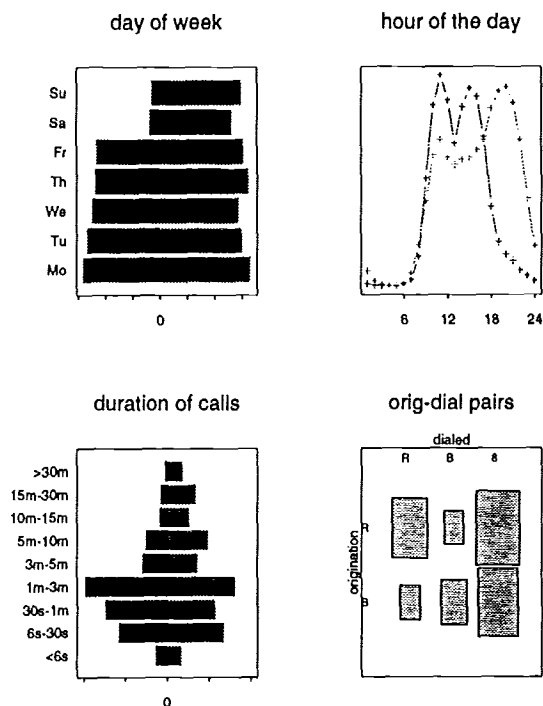 day of week
Su
Sa
Fr
Th
We
Tu
Mo
0
hour of the day
6 12 18 24
duration of calls
>30m
15m-30m
10m-15m
5m-10m
3m-5m
1m-3m
30s-1m
6s-30s
<6s
0
orig-dial pairs
dialed
R B 8
origination
R
B